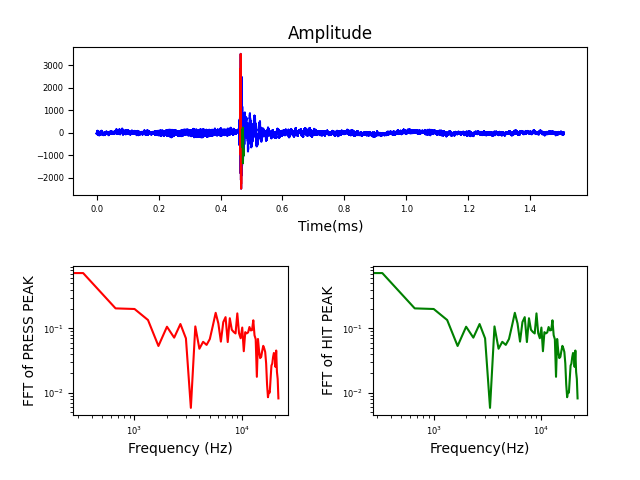 Amplitude
3000
2000
1000
0
−1000
−2000
0.0 0.2 0.4 0.6 0.8 1.0 1.2 1.4
Time(ms)
FFT of PRESS PEAK
10⁻¹
10⁻²
10³ 10⁴
Frequency (Hz)
FFT of HIT PEAK
10⁻¹
10⁻²
10³ 10⁴
Frequency(Hz)